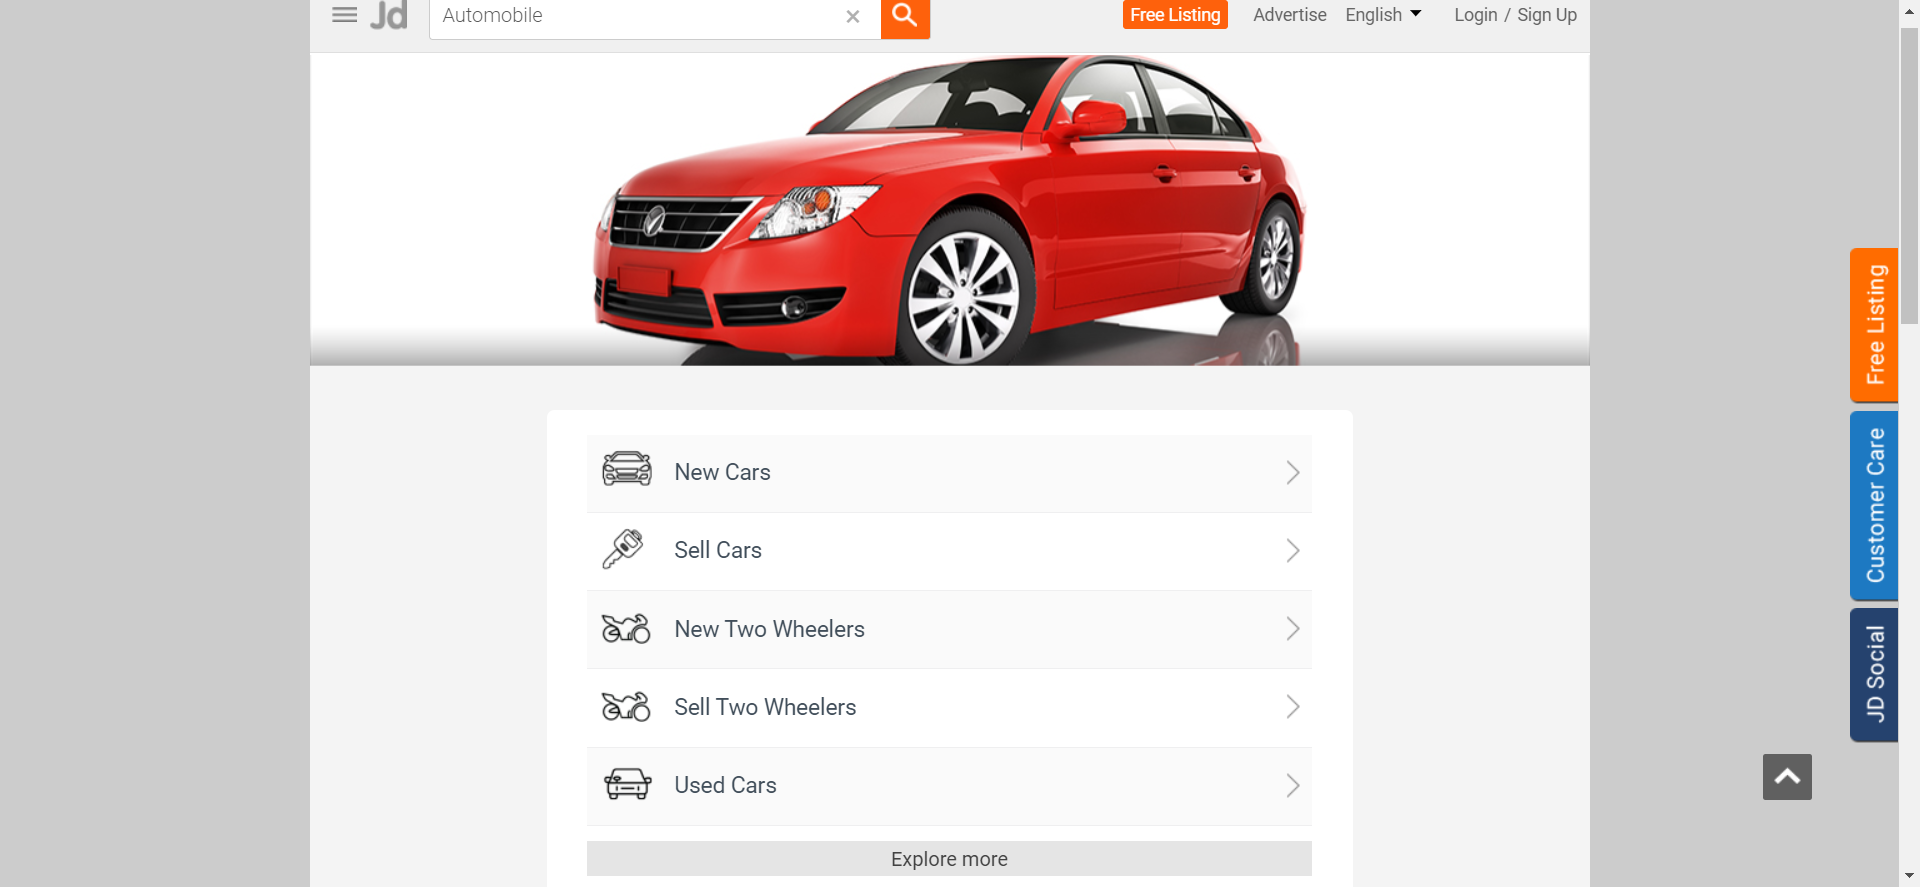 Jd
Automobile
Free Listing
Advertise
English
Login / Sign Up
New Cars
Sell Cars
New Two Wheelers
Sell Two Wheelers
Used Cars
Explore more
Free Listing
Customer Care
JD Social